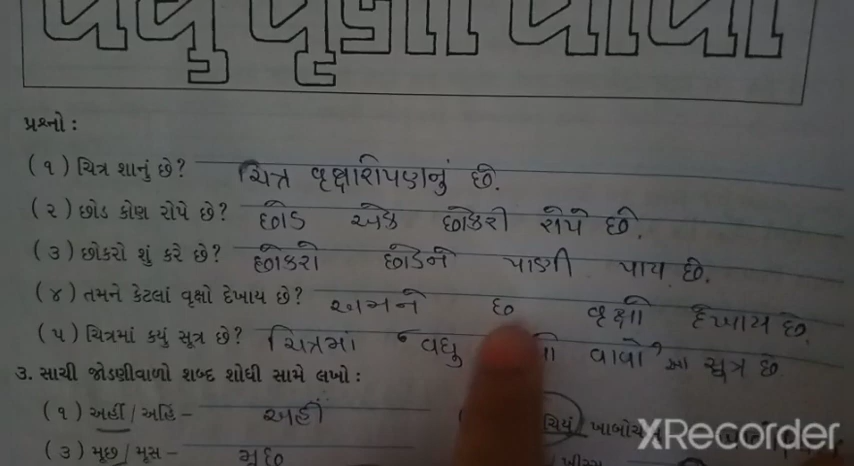 વધુ વૃક્ષો વાવો
પ્રશ્નો :
(૧) ચિત્ર શાનું છે? ચિત્ર વૃક્ષારોપણનું છે.
(૨) છોડ કોણ રોપે છે? છોડ એક છોકરી રોપે છે.
(૩) છોકરો શું કરે છે? છોકરો છોડને પાણી પાય છે.
(૪) તમને કેટલાં વૃક્ષો દેખાય છે? અમને છ વૃક્ષો દેખાય છે.
(૫) ચિત્રમાં કયું સૂત્ર છે? ચિત્રમાં "વધુ વાવો" આ સૂત્ર છે
૩. સાચી જોડણીવાળો શબ્દ શોધી સામે લખો :
(૧) અહીં / અહિં – અહીં ખાબોચ
(૩) મૂછ / મૂસ – મૂછ
XRecorder